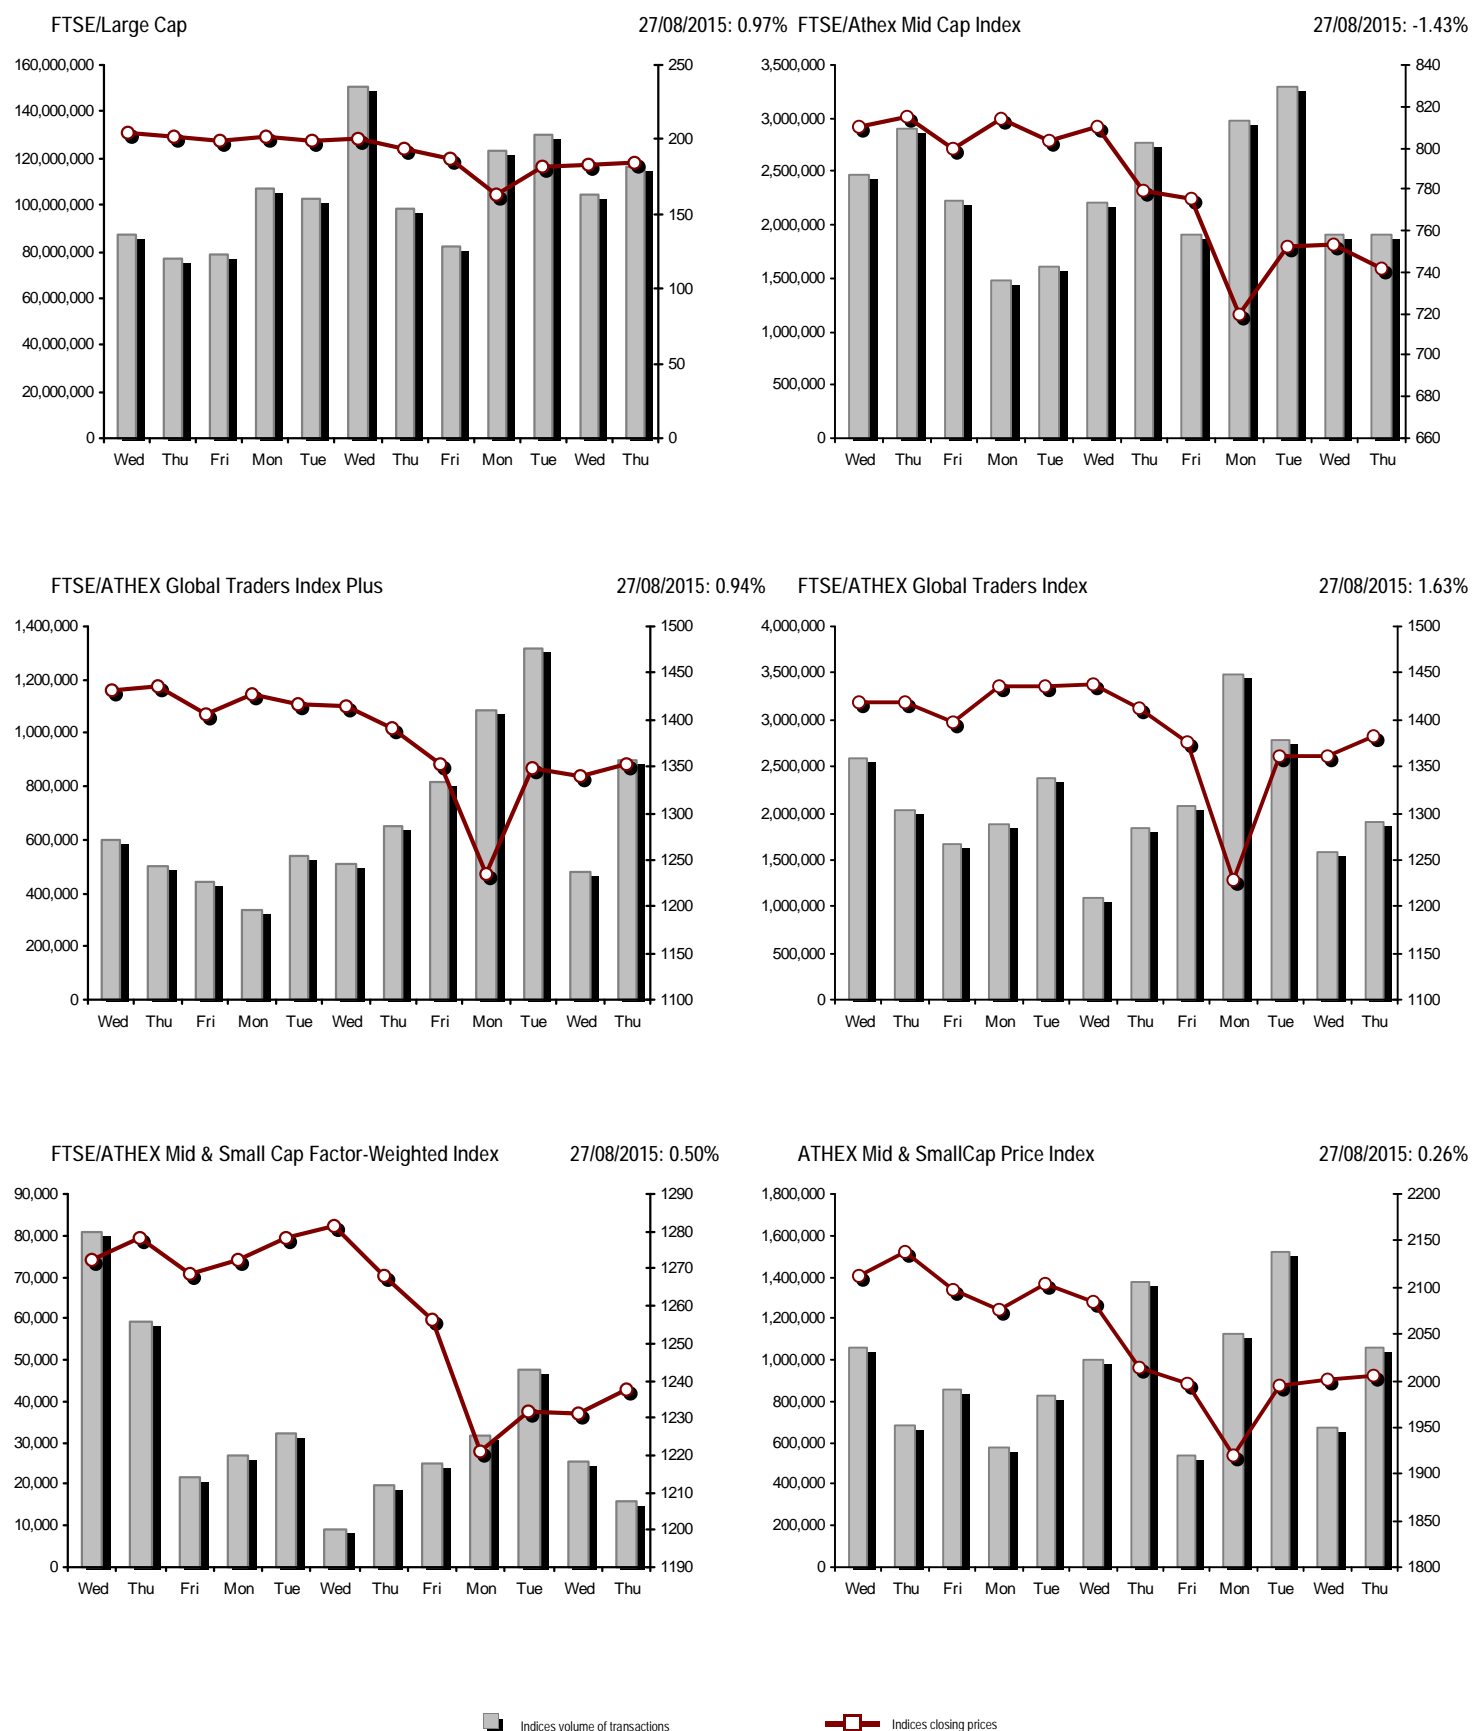 FTSE/Large Cap 27/08/2015: 0.97% FTSE/Athex Mid Cap Index 27/08/2015: -1.43%
160,000,000 250 3,500,000 840
140,000,000 820
120,000,000 200 3,000,000 800
100,000,000 2,500,000 780
80,000,000 150 2,000,000 760
60,000,000 100 1,500,000 740
40,000,000 1,000,000 720
20,000,000 50 500,000 700
680
0 0 0 660
Wed Thu Fri Mon Tue Wed Thu Fri Mon Tue Wed Thu Wed Thu Fri Mon Tue Wed Thu Fri Mon Tue Wed Thu
FTSE/ATHEX Global Traders Index Plus 27/08/2015: 0.94% FTSE/ATHEX Global Traders Index 27/08/2015: 1.63%
1,400,000 1500 4,000,000 1500
1,200,000 1450 3,500,000 1450
1,000,000 1400 3,000,000 1400
800,000 1350 2,500,000 1350
600,000 1300 2,000,000 1300
1250 1,500,000 1250
400,000 1200 1,000,000 1200
200,000 1150 500,000 1150
0 1100 0 1100
Wed Thu Fri Mon Tue Wed Thu Fri Mon Tue Wed Thu Wed Thu Fri Mon Tue Wed Thu Fri Mon Tue Wed Thu
FTSE/ATHEX Mid & Small Cap Factor-Weighted Index 27/08/2015: 0.50% ATHEX Mid & SmallCap Price Index 27/08/2015: 0.26%
90,000 1290 1,800,000 2200
80,000 1280 1,600,000 2150
70,000 1270 1,400,000 2100
60,000 1260 1,200,000 2050
50,000 1250 1,000,000 2000
40,000 1240 800,000 1950
30,000 1230 600,000 1900
20,000 1220 400,000 1850
10,000 1210 200,000
1200
0 1190 0 1800
Wed Thu Fri Mon Tue Wed Thu Fri Mon Tue Wed Thu Wed Thu Fri Mon Tue Wed Thu Fri Mon Tue Wed Thu
Indices volume of transactions Indices closing prices